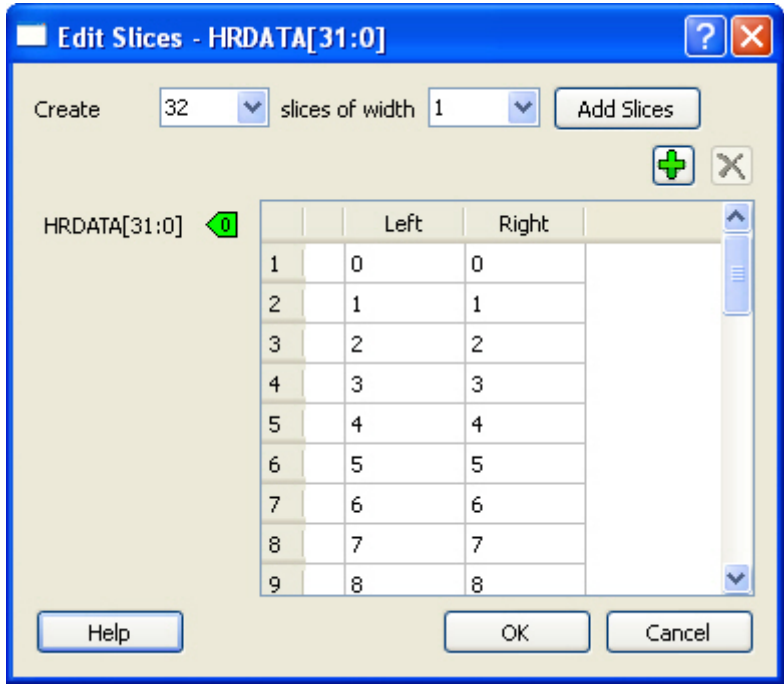 Edit Slices - HRDATA[31:0] ?
Create 32 slices of width 1 Add Slices
HRDATA[31:0] 0
Left Right
1 0 0
2 1 1
3 2 2
4 3 3
5 4 4
6 5 5
7 6 6
8 7 7
9 8 8
Help OK Cancel